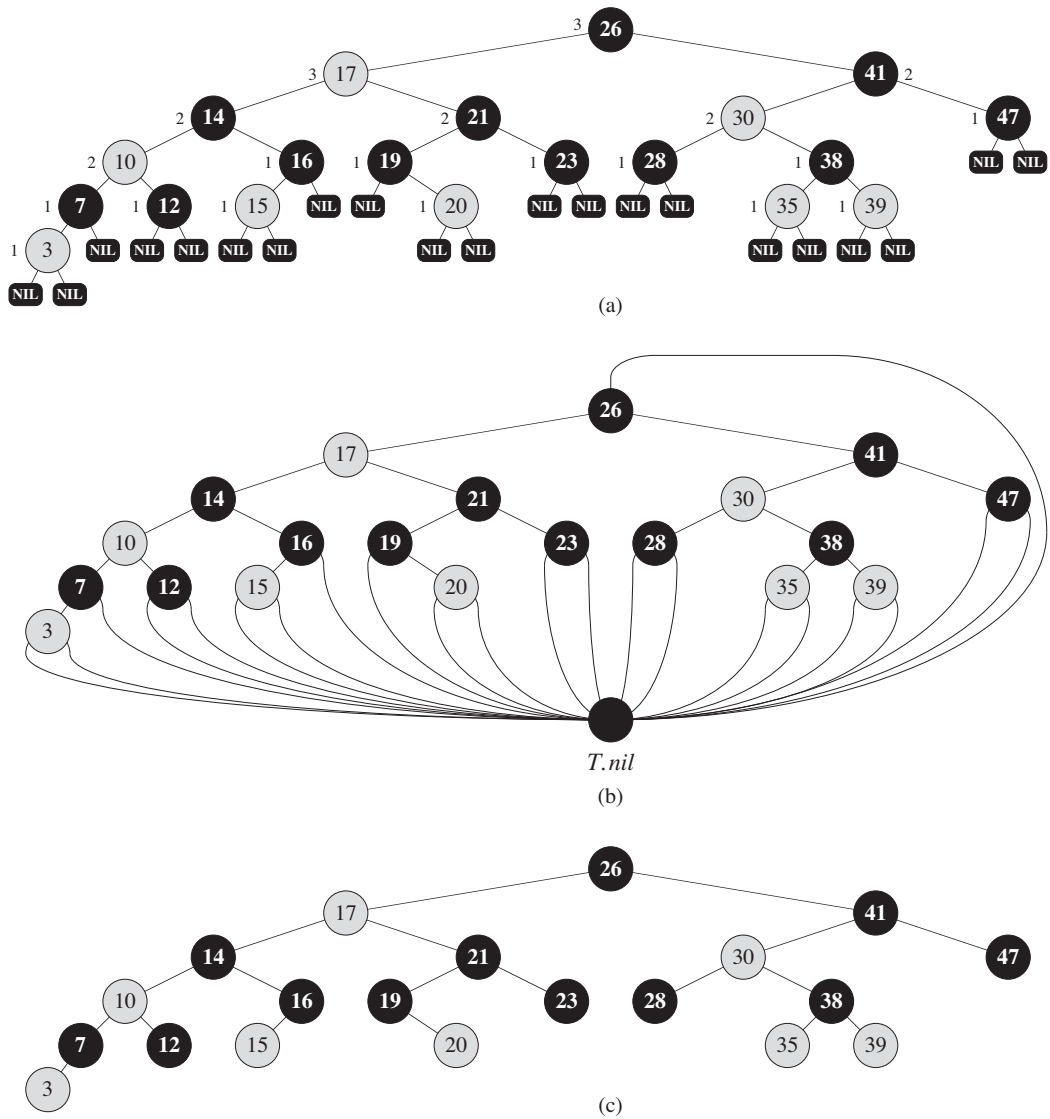 3 26
3 17 41 2
2 14 2 21 2 30 1 47
2 10 1 16 1 19 1 23 1 28 1 38 NIL NIL
1 7 1 12 1 15 NIL NIL 1 20 NIL NIL NIL NIL 1 35 1 39
1 3 NIL NIL NIL NIL NIL NIL NIL NIL NIL NIL NIL
NIL NIL
(a)
26
17 41
14 21 30 47
10 16 19 23 28 38
7 12 15 20 35 39
3
T.nil
(b)
26
17 41
14 21 30 47
10 16 19 23 28 38
7 12 15 20 35 39
3
(c)